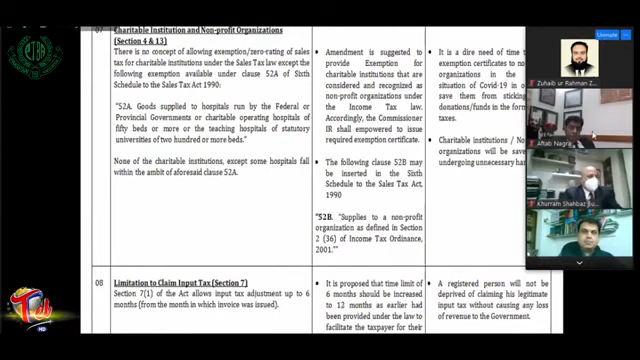 PTBA
07
Charitable Institution and Non-profit Organizations
(Section 4 & 13)
There is no concept of allowing exemption/zero-rating of sales
tax for charitable institutions under the Sales Tax law except the
following exemption available under clause 52A of Sixth
Schedule to the Sales Tax Act 1990:
"52A. Goods supplied to hospitals run by the Federal or
Provincial Governments or charitable operating hospitals of
fifty beds or more or the teaching hospitals of statutory
universities of two hundred or more beds."
None of the charitable institutions, except some hospitals fall
within the ambit of aforesaid clause 52A.
• Amendment is suggested to
provide Exemption for
charitable institutions that are
considered and recognized as
nonprofit organizations under
the Income Tax law.
Accordingly, the Commissioner
IR shall empowered to issue
required exemption certificate.
• The following clause 52B may
be inserted in the Sixth
Schedule to the Sales Tax Act,
1990
"52B. Supplies to a non-profit
organization as defined in Section
2 (36) of Income Tax Ordinance,
2001.""
• It is a dire need of time t
exemption certificates to no
organizations in the
situation of Covid-19 in o
save them from sticking
donations/funds in the form
taxes.
• Charitable institutions / No
organizations will be save
undergoing unnecessary har
08
Limitation to Claim Input Tax (Section 7)
Section 7(1) of the Act allows input tax adjustment up to 6
months (from the month in which invoice was issued).
• It is proposed that time limit of
6 months should be increased
to 12 months as earlier had
been provided under the law to
facilitate the taxpayer for their
• A registered person will not be
deprived of claiming his legitimate
input tax without causing any loss
of revenue to the Government.
Unmute
Zuhaib ur Rahman Z...
Aftab Nagra
Khurram Shahbaz Ju...
HD